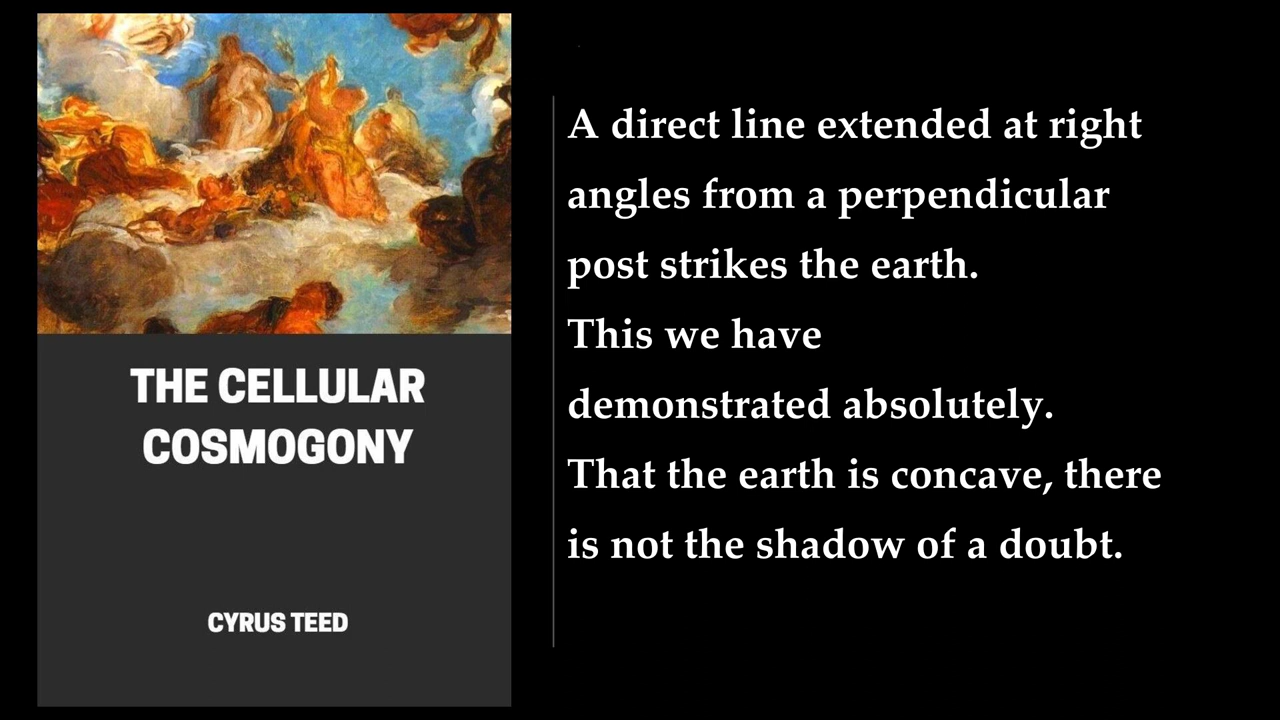 THE CELLULAR
COSMOGONY
CYRUS TEED
A direct line extended at right
angles from a perpendicular
post strikes the earth.
This we have
demonstrated absolutely.
That the earth is concave, there
is not the shadow of a doubt.